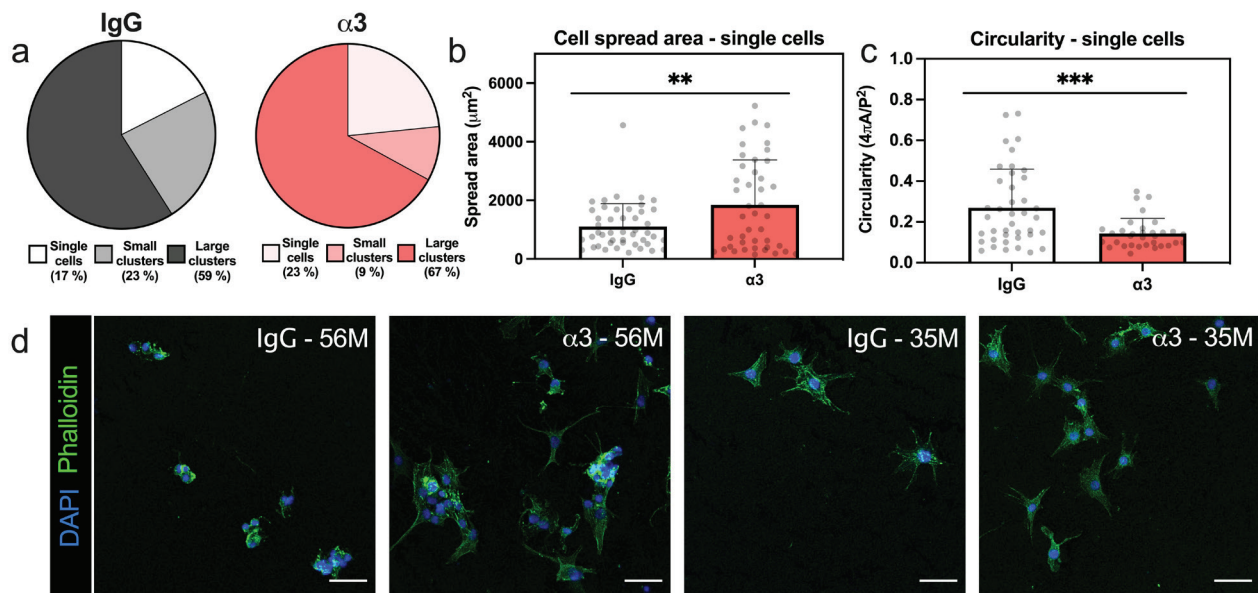 a
IgG
α3
Single cells (17 %)
Small clusters (23 %)
Large clusters (59 %)
Single cells (23 %)
Small clusters (9 %)
Large clusters (67 %)
b
Cell spread area - single cells
Spread area (μm²)
6000
4000
2000
0
**
IgG
α3
c
Circularity - single cells
Circularity (4πA/P²)
1.0
0.8
0.6
0.4
0.2
0.0
***
IgG
α3
d
DAPI Phalloidin
IgG - 56M
α3 - 56M
IgG - 35M
α3 - 35M